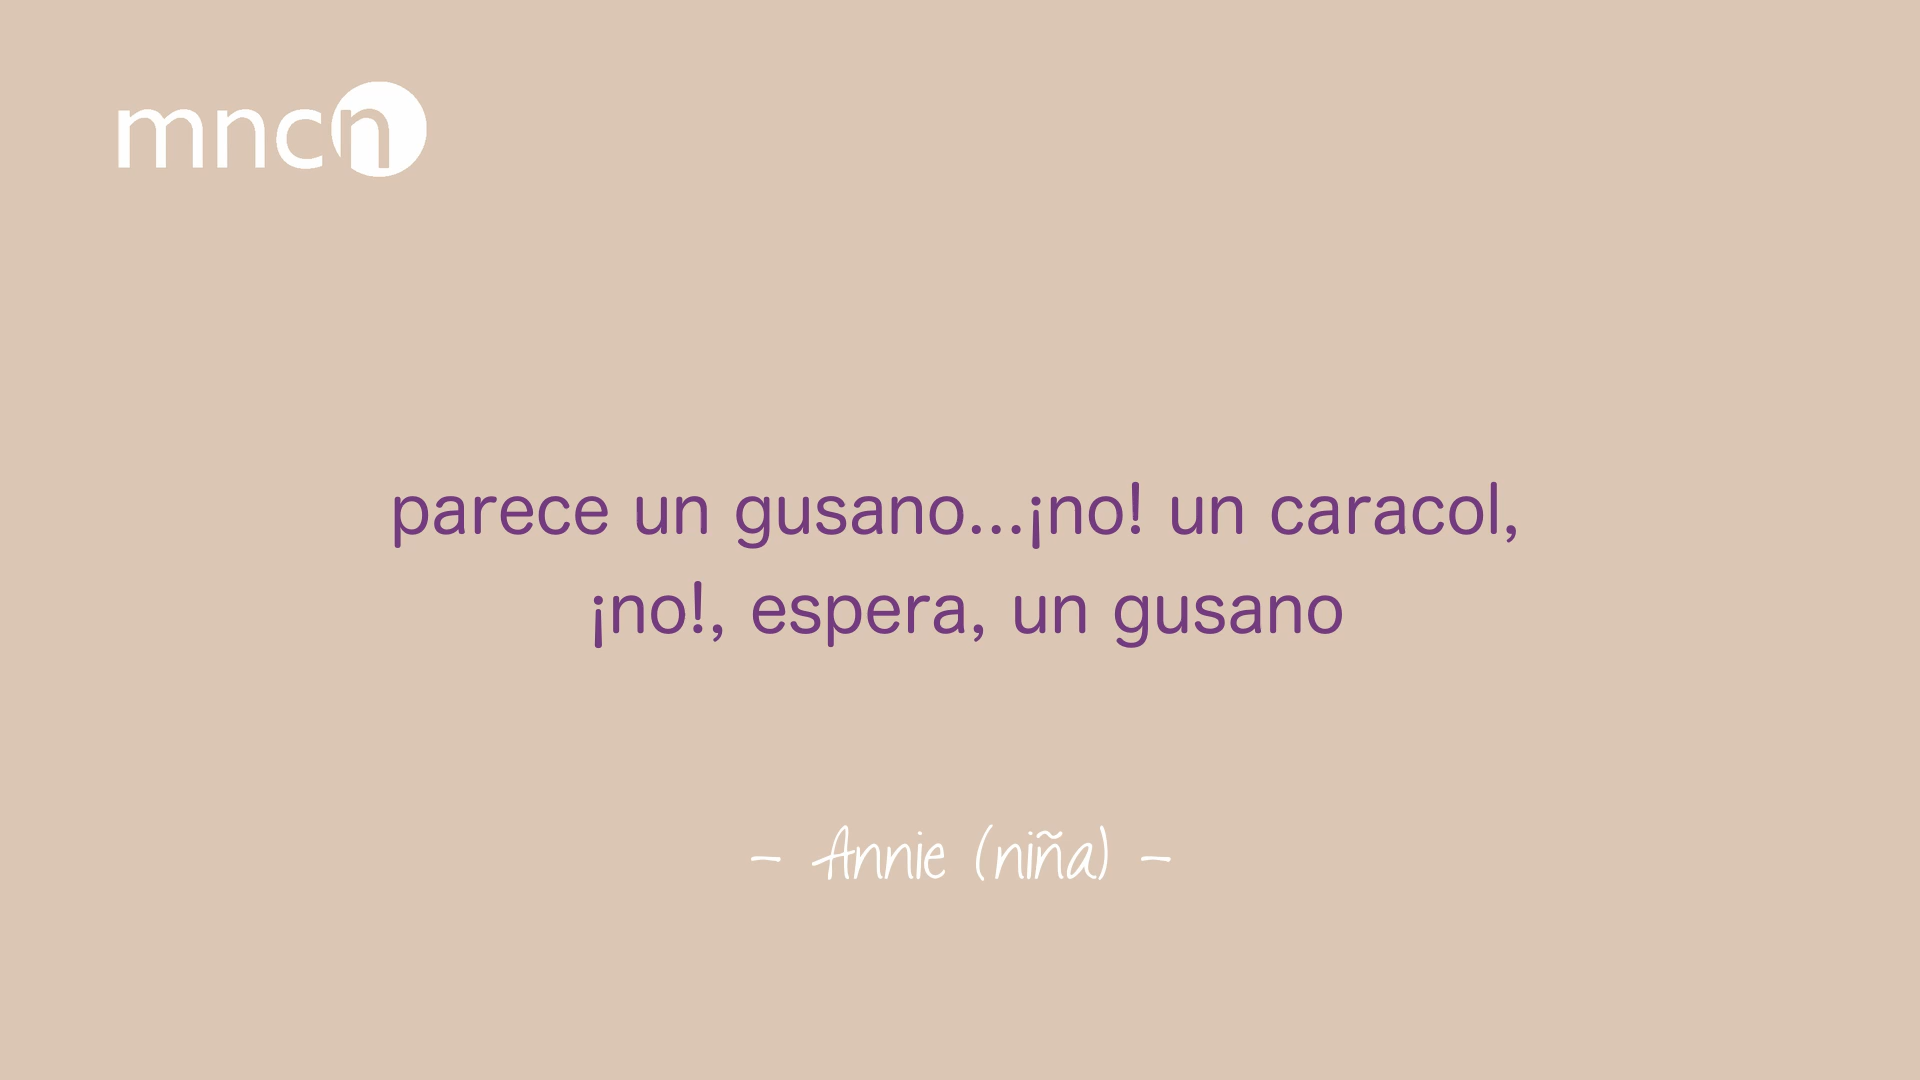 mncn
parece un gusano...¡no! un caracol,
¡no!, espera, un gusano
- Annie (niña) -